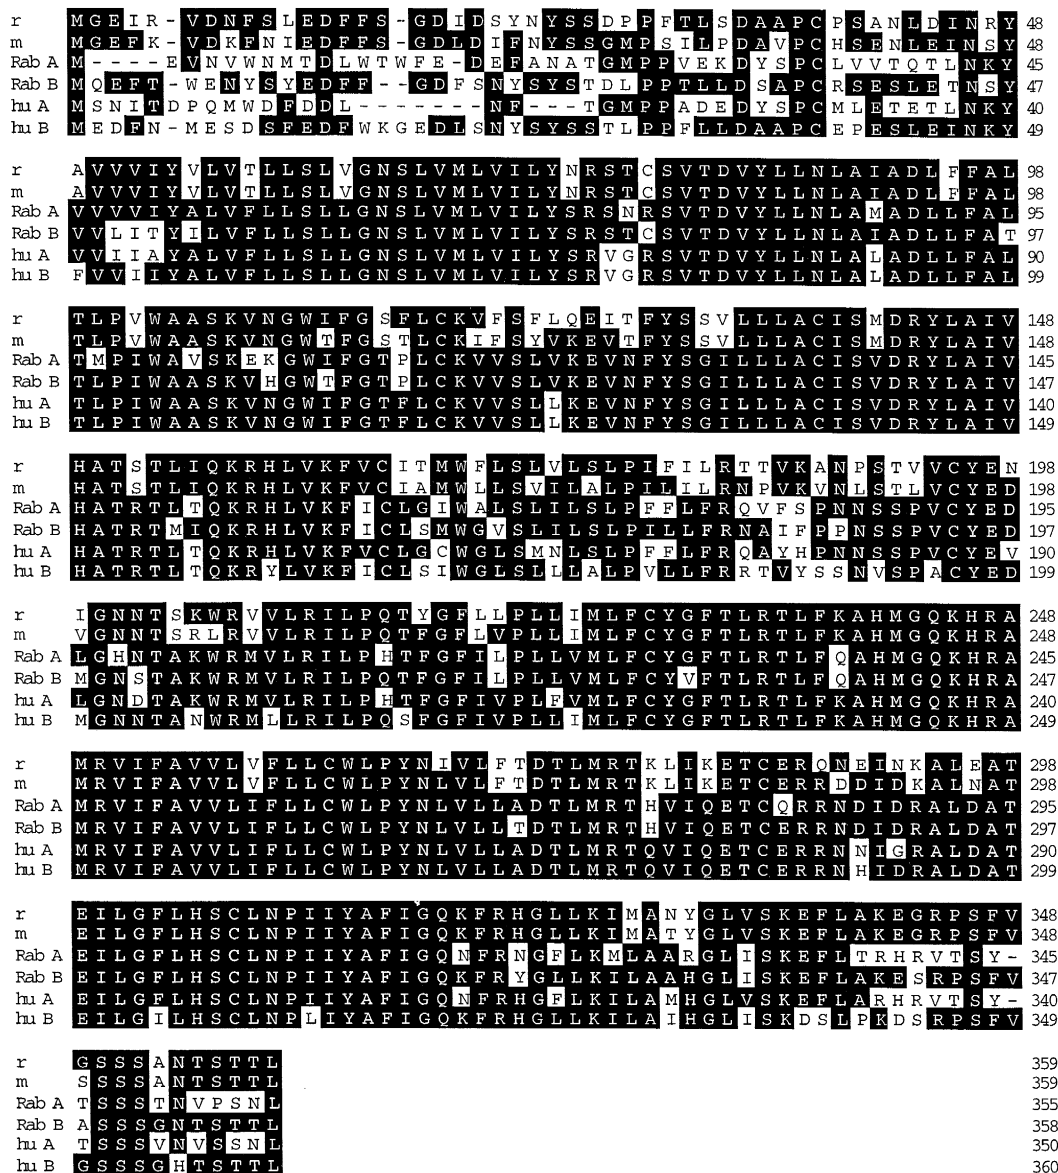 r MGEIR-VDNFSLEDFFS-GDIDSYNYSSDPPFTLSDAAPCPSANLDINRY 48
m MGEFK-VDKFNIEDFFS-GDLDIFNYSSGMPSILPDAVPCHSENLEINSY 48
Rab A M----EVNVWNMTDLWTWFE-DEFANATGMPPVEKDYSPCLVVTQTLNKY 45
Rab B MQEFT-WENYSYEDFF--GDFSNYSYSTDLPPTLLDSAPCRSESLETNSY 47
hu A MSNITDPQMWDFDDL-------NF---TGMPPADEDYSPCMLETETLNKY 40
hu B MEDFN-MESDSFEDFWKGEDLSNYSYSSTLPPFLLDAAPCEPESLEINKY 49
r AVVVIYVLVTLLSLVGNSLVMLVILYNRSTCSVTDVYLLNLAIADLFFAL 98
m AVVVIYVLVTLLSLVGNSLVMLVILYNRSTCSVTDVYLLNLAIADLFFAL 98
Rab A VVVVIYALVFLLSLLGNSLVMLVILYSRSNRSVTDVYLLNLAMADLLFAL 95
Rab B VVLITYILVFLLSLLGNSLVMLVILYSRSTCSVTDVYLLNLAIADLLFAT 97
hu A VVIIAYALVFLLSLLGNSLVMLVILYSRVGRSVTDVYLLNLALADLLFAL 90
hu B FVVIIYALVFLLSLLGNSLVMLVILYSRVGRSVTDVYLLNLALADLLFAL 99
r TLPVWAASKVNGWIFGSFLCKVFSFLQEITFYSSVLLLACISMDRYLAIV 148
m TLPVWAASKVNGWTFGSTLCKIFSYVKEVTFYSSVLLLACISMDRYLAIV 148
Rab A TMPIWAVSKEKGWIFGTPLCKVVSLVKEVNFYSGILLLACISVDRYLAIV 145
Rab B TLPIWAASKVHGWTFGTPLCKVVSLVKEVNFYSGILLLACISVDRYLAIV 147
hu A TLPIWAASKVNGWIFGTFLCKVVSLLKEVNFYSGILLLACISVDRYLAIV 140
hu B TLPIWAASKVNGWIFGTFLCKVVSLLKEVNFYSGILLLACISVDRYLAIV 149
r HATSTLIQKRHLVKFVCITMWFLSLVLSLPIFILRTTVKANPSTVVCYEN 198
m HATSTLIQKRHLVKFVCIAMWLLSVILALPILILRNPVKVNLSTLVCYED 198
Rab A HATRTLTQKRHLVKFICLGIWALSLILSLPFFLFRQVFSPNNSSPVCYED 195
Rab B HATRTMIQKRHLVKFICLSMWGVSLILSLPILLFRNAIFPPNSSPVCYED 197
hu A HATRTLTQKRHLVKFVCLGCWGLSMNLSLPFFLFRQAYHPNNSSPVCYEV 190
hu B HATRTLTQKRYLVKFICLSIWGLSLLLALPVLLFRRTVYSSNVSPACYED 199
r IGNNTSKWRVVLRILPQTYGFLLPLLIMLFCYGFTLRTLFKAHMGQKHRA 248
m VGNNTSRLRVVLRILPQTFGFLVPLLIMLFCYGFTLRTLFKAHMGQKHRA 248
Rab A LGHNTAKWRMVLRILPHTFGFILPLLVMLFCYGFTLRTLFQAHMGQKHRA 245
Rab B MGNSTAKWRMVLRILPQTFGFILPLLVMLFCYVFTLRTLFQAHMGQKHRA 247
hu A LGNDTAKWRMVLRILPHTFGFIVPLFVMLFCYGFTLRTLFKAHMGQKHRA 240
hu B MGNNTANWRMLLRILPQSFGFIVPLLIMLFCYGFTLRTLFKAHMGQKHRA 249
r MRVIFAVVLVFLLCWLPYNIVLFTDTLMRTKLIKETCERQNEINKALEAT 298
m MRVIFAVVLVFLLCWLPYNLVLFTDTLMRTKLIKETCERRDDIDKALNAT 298
Rab A MRVIFAVVLIFLLCWLPYNLVLLADTLMRTHVIQETCQRRNDIDRALDAT 295
Rab B MRVIFAVVLIFLLCWLPYNLVLLTDTLMRTHVIQETCERRNDIDRALDAT 297
hu A MRVIFAVVLIFLLCWLPYNLVLLADTLMRTQVIQETCERRNNIGRALDAT 290
hu B MRVIFAVVLIFLLCWLPYNLVLLADTLMRTQVIQETCERRNHIDRALDAT 299
r EILGFLHSCLNPIIYAFIGQKFRHGLLKIMANYGLVSKEFLAKEGRPSFV 348
m EILGFLHSCLNPIIYAFIGQKFRHGLLKIMATYGLVSKEFLAKEGRPSFV 348
Rab A EILGFLHSCLNPIIYAFIGQNFRNGFLKMLAARGLISKEFLTRHRVTSY- 345
Rab B EILGFLHSCLNPIIYAFIGQKFRYGLLKILAAHGLISKEFLAKESRPSFV 347
hu A EILGFLHSCLNPIIYAFIGQNFRHGFLKILAMHGLVSKEFLARHRVTSY- 340
hu B EILGILHSCLNPLIYAFIGQKFRHGLLKILAIHGLISKDSLPKDSRPSFV 349
r GSSSANTSTTL 359
m SSSSANTSTTL 359
Rab A TSSSTNVPSNL 355
Rab B ASSSGNTSTTL 358
hu A TSSSVNVSSNL 350
hu B GSSSGHTSTTL 360